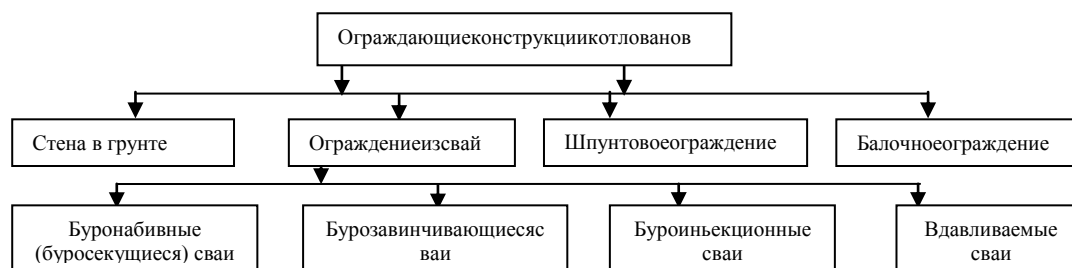 Ограждающиеконструкциикотлованов
Стена в грунте
Ограждениеизсвай
Шпунтовоеограждение
Балочноеограждение
Буронабивные
(буросекущиеся) сваи
Бурозавинчивающиесяс
ваи
Буроиньекционные
сваи
Вдавливаемые
сваи